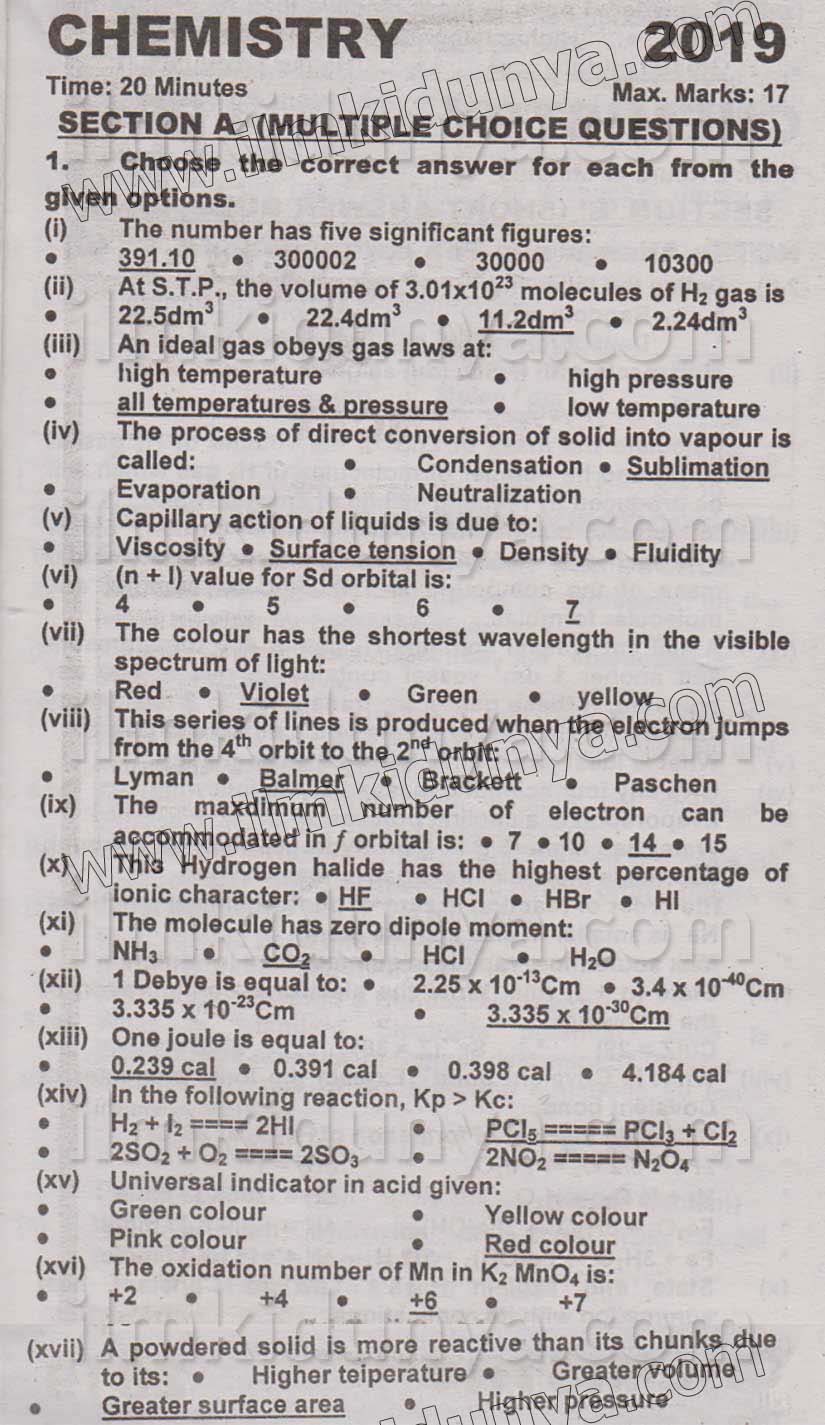 CHEMISTRY 2019
Time: 20 Minutes Max. Marks: 17
SECTION A (MULTIPLE CHOICE QUESTIONS)
1. Choose the correct answer for each from the
given options.
(i) The number has five significant figures:
• 391.10 • 300002 • 30000 • 10300
(ii) At S.T.P., the volume of 3.01x10²³ molecules of H₂ gas is
• 22.5dm³ • 22.4dm³ • 11.2dm³ • 2.24dm³
(iii) An ideal gas obeys gas laws at:
• high temperature • high pressure
• all temperatures & pressure • low temperature
(iv) The process of direct conversion of solid into vapour is
called: • Condensation • Sublimation
• Evaporation • Neutralization
(v) Capillary action of liquids is due to:
• Viscosity • Surface tension • Density • Fluidity
(vi) (n + l) value for Sd orbital is:
• 4 • 5 • 6 • 7
(vii) The colour has the shortest wavelength in the visible
spectrum of light:
• Red • Violet • Green • yellow
(viii) This series of lines is produced when the electron jumps
from the 4th orbit to the 2nd orbit:
• Lyman • Balmer • Brackett • Paschen
(ix) The maxdimum number of electron can be
accommodated in ƒ orbital is: • 7 • 10 • 14 • 15
(x) This Hydrogen halide has the highest percentage of
ionic character: • HF • HCl • HBr • HI
(xi) The molecule has zero dipole moment:
• NH₃ • CO₂ • HCl • H₂O
(xii) 1 Debye is equal to: • 2.25 x 10⁻¹³Cm • 3.4 x 10⁻⁴⁰Cm
• 3.335 x 10⁻²³Cm • 3.335 x 10⁻³⁰Cm
(xiii) One joule is equal to:
• 0.239 cal • 0.391 cal • 0.398 cal • 4.184 cal
(xiv) In the following reaction, Kp > Kc:
• H₂ + I₂ ==== 2HI • PCl₅ ===== PCl₃ + Cl₂
• 2SO₂ + O₂ ==== 2SO₃ • 2NO₂ ===== N₂O₄
(xv) Universal indicator in acid given:
• Green colour • Yellow colour
• Pink colour • Red colour
(xvi) The oxidation number of Mn in K₂ MnO₄ is:
• +2 • +4 • +6 • +7
(xvii) A powdered solid is more reactive than its chunks due
to its: • Higher teiperature • Greater volume
• Greater surface area • Higher pressure
www.ilmkidunya.com
www.ilmkidunya.com
www.ilmkidunya.com